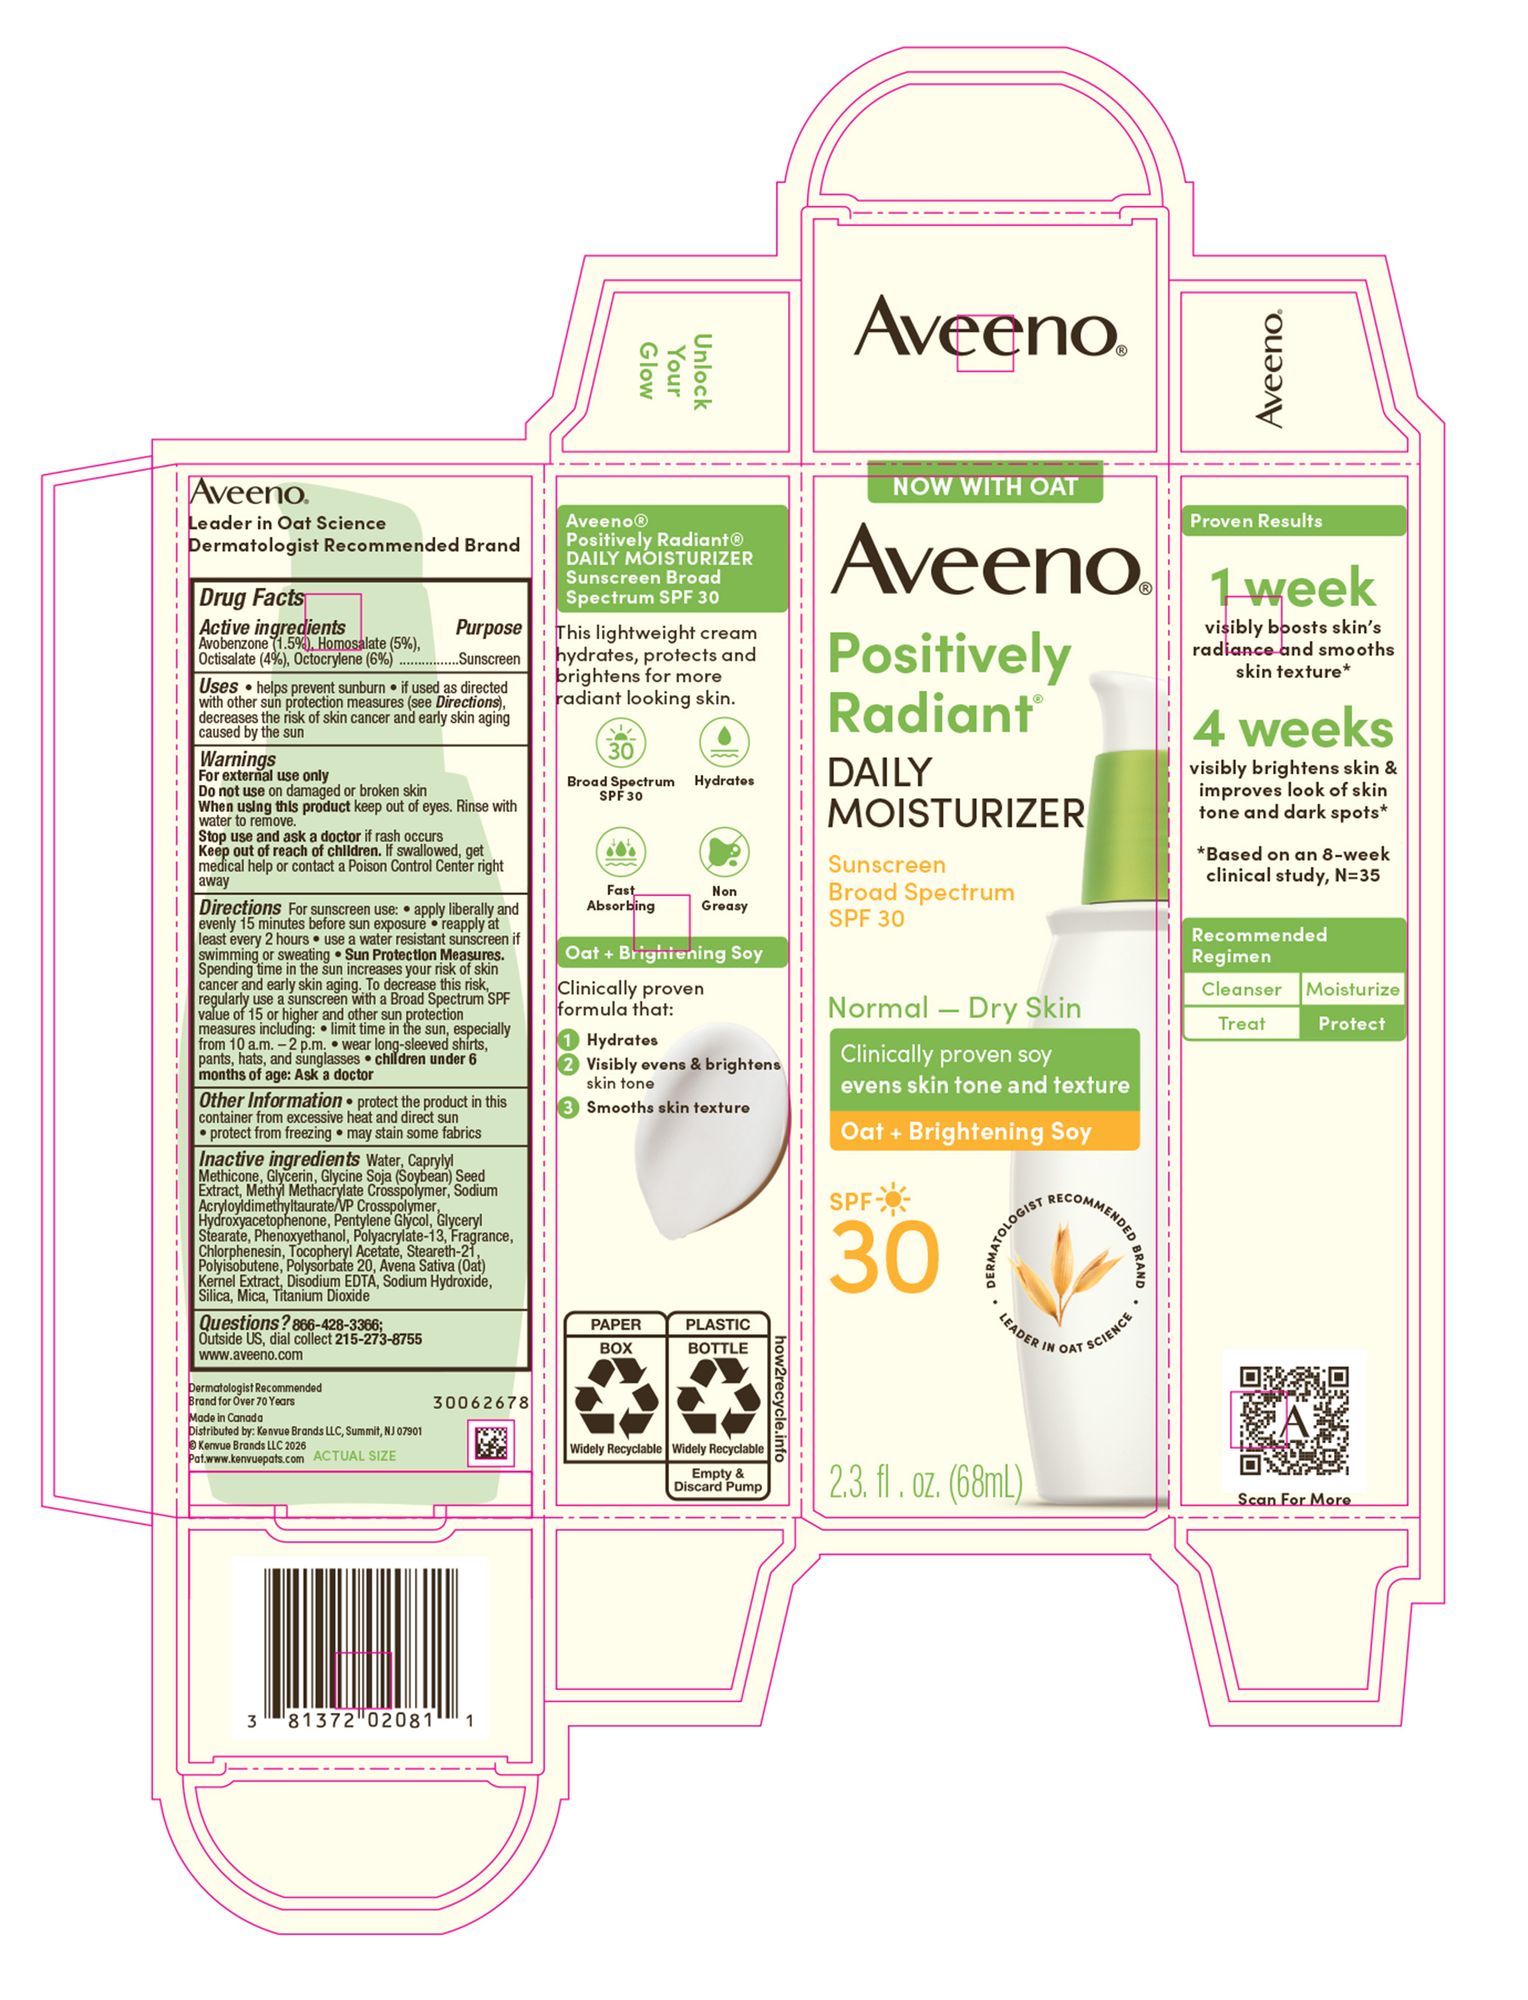 Aveeno®
Unlock
Your
Glow
Aveeno®
Aveeno®
Leader in Oat Science
Dermatologist Recommended Brand
Drug Facts
Active ingredients Purpose
Avobenzone (1.5%), Homosalate (5%),
Octisalate (4%), Octocrylene (6%) ................Sunscreen
Uses • helps prevent sunburn • if used as directed
with other sun protection measures (see Directions),
decreases the risk of skin cancer and early skin aging
caused by the sun
Warnings
For external use only
Do not use on damaged or broken skin
When using this product keep out of eyes. Rinse with
water to remove.
Stop use and ask a doctor if rash occurs
Keep out of reach of children. If swallowed, get
medical help or contact a Poison Control Center right
away
Directions For sunscreen use: • apply liberally and
evenly 15 minutes before sun exposure • reapply at
least every 2 hours • use a water resistant sunscreen if
swimming or sweating • Sun Protection Measures.
Spending time in the sun increases your risk of skin
cancer and early skin aging. To decrease this risk,
regularly use a sunscreen with a Broad Spectrum SPF
value of 15 or higher and other sun protection
measures including: • limit time in the sun, especially
from 10 a.m. – 2 p.m. • wear long-sleeved shirts,
pants, hats, and sunglasses • children under 6
months of age: Ask a doctor
Other Information • protect the product in this
container from excessive heat and direct sun
• protect from freezing • may stain some fabrics
Inactive ingredients Water, Caprylyl
Methicone, Glycerin, Glycine Soja (Soybean) Seed
Extract, Methyl Methacrylate Crosspolymer, Sodium
Acryloyldimethyltaurate/VP Crosspolymer,
Hydroxyacetophenone, Pentylene Glycol, Glyceryl
Stearate, Phenoxyethanol, Polyacrylate-13, Fragrance,
Chlorphenesin, Tocopheryl Acetate, Steareth-21,
Polyisobutene, Polysorbate 20, Avena Sativa (Oat)
Kernel Extract, Disodium EDTA, Sodium Hydroxide,
Silica, Mica, Titanium Dioxide
Questions? 866-428-3366;
Outside US, dial collect 215-273-8755
www.aveeno.com
Dermatologist Recommended
Brand for Over 70 Years
30062678
Made in Canada
Distributed by: Kenvue Brands LLC, Summit, NJ 07901
© Kenvue Brands LLC 2026
Pat.www.kenvuepats.com
ACTUAL SIZE
3 81372 02081 1
Aveeno®
Positively Radiant®
DAILY MOISTURIZER
Sunscreen Broad
Spectrum SPF 30
This lightweight cream
hydrates, protects and
brightens for more
radiant looking skin.
30
Broad Spectrum
SPF 30
Hydrates
Fast
Absorbing
Non
Greasy
Oat + Brightening Soy
Clinically proven
formula that:
1 Hydrates
2 Visibly evens & brightens
skin tone
3 Smooths skin texture
PAPER
BOX
Widely Recyclable
PLASTIC
BOTTLE
Widely Recyclable
Empty &
Discard Pump
how2recycle.info
NOW WITH OAT
Aveeno®
Positively
Radiant®
DAILY
MOISTURIZER
Sunscreen
Broad Spectrum
SPF 30
Normal — Dry Skin
Clinically proven soy
evens skin tone and texture
Oat + Brightening Soy
SPF
30
• DERMATOLOGIST RECOMMENDED BRAND •
LEADER IN OAT SCIENCE
2.3. fl . oz. (68mL)
Proven Results
1 week
visibly boosts skin's
radiance and smooths
skin texture*
4 weeks
visibly brightens skin &
improves look of skin
tone and dark spots*
*Based on an 8-week
clinical study, N=35
Recommended
Regimen
Cleanser Moisturize
Treat Protect
A
Scan For More